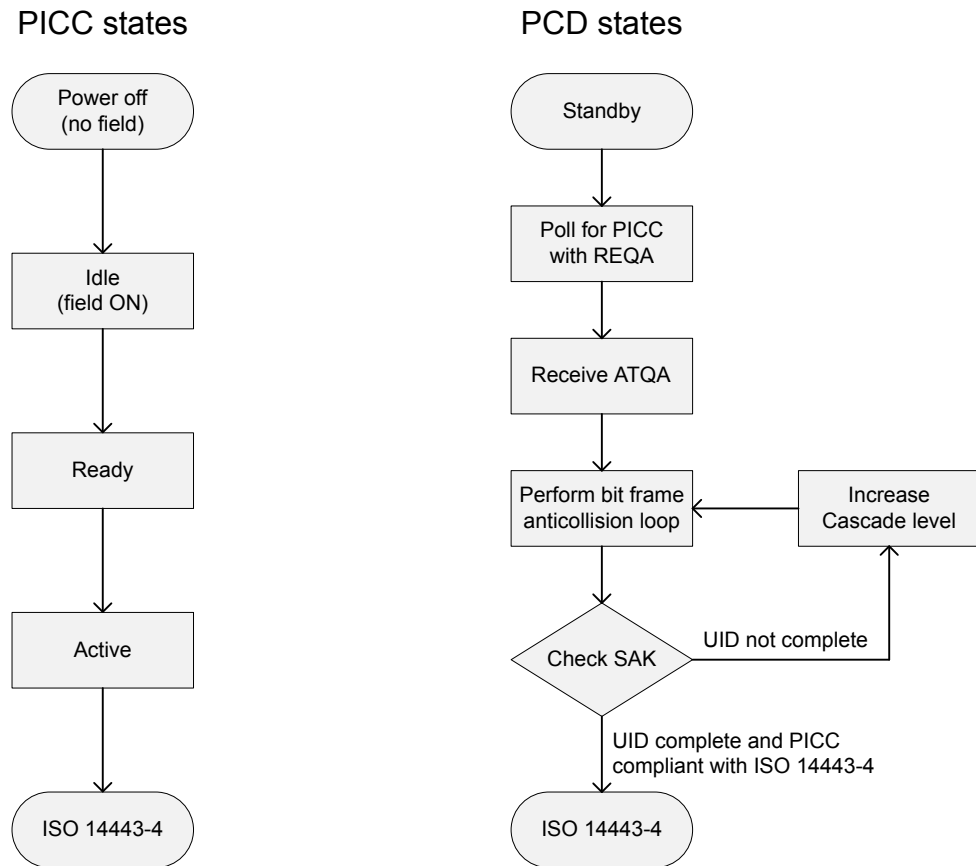 PICC states
Power off
(no field)
Idle
(field ON)
Ready
Active
ISO 14443-4
PCD states
Standby
Poll for PICC
with REQA
Receive ATQA
Perform bit frame
anticollision loop
Increase
Cascade level
Check SAK
UID not complete
UID complete and PICC
compliant with ISO 14443-4
ISO 14443-4